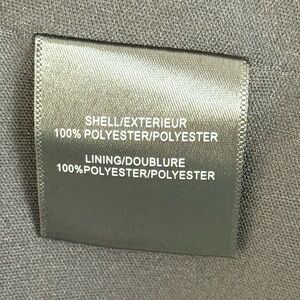 SHELL/EXTERIEUR
100% POLYESTER/POLYESTER
LINING/DOUBLURE
100%POLYESTER/POLYESTER